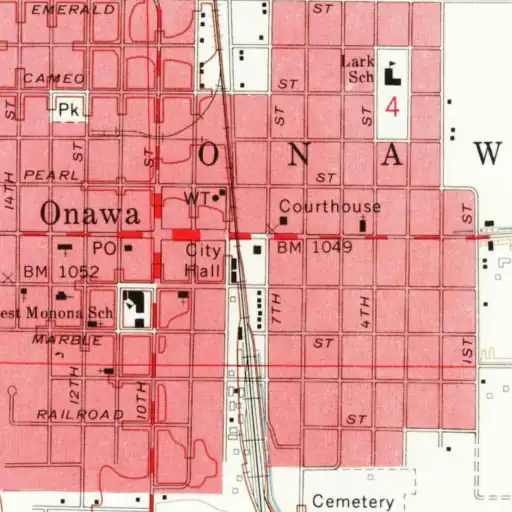 EMERALD
ST
Lark
Sch
CAMEO
ST
4
Pk
ST
ST
ST
ST
O N A W
PEARL
ST
14TH
WT
Onawa
Courthouse
ST
PO
City
Hall
BM 1049
BM 1052
est Monona Sch
7TH
4TH
MARBLE
ST
1ST
12TH
10TH
RAILROAD
ST
Cemetery